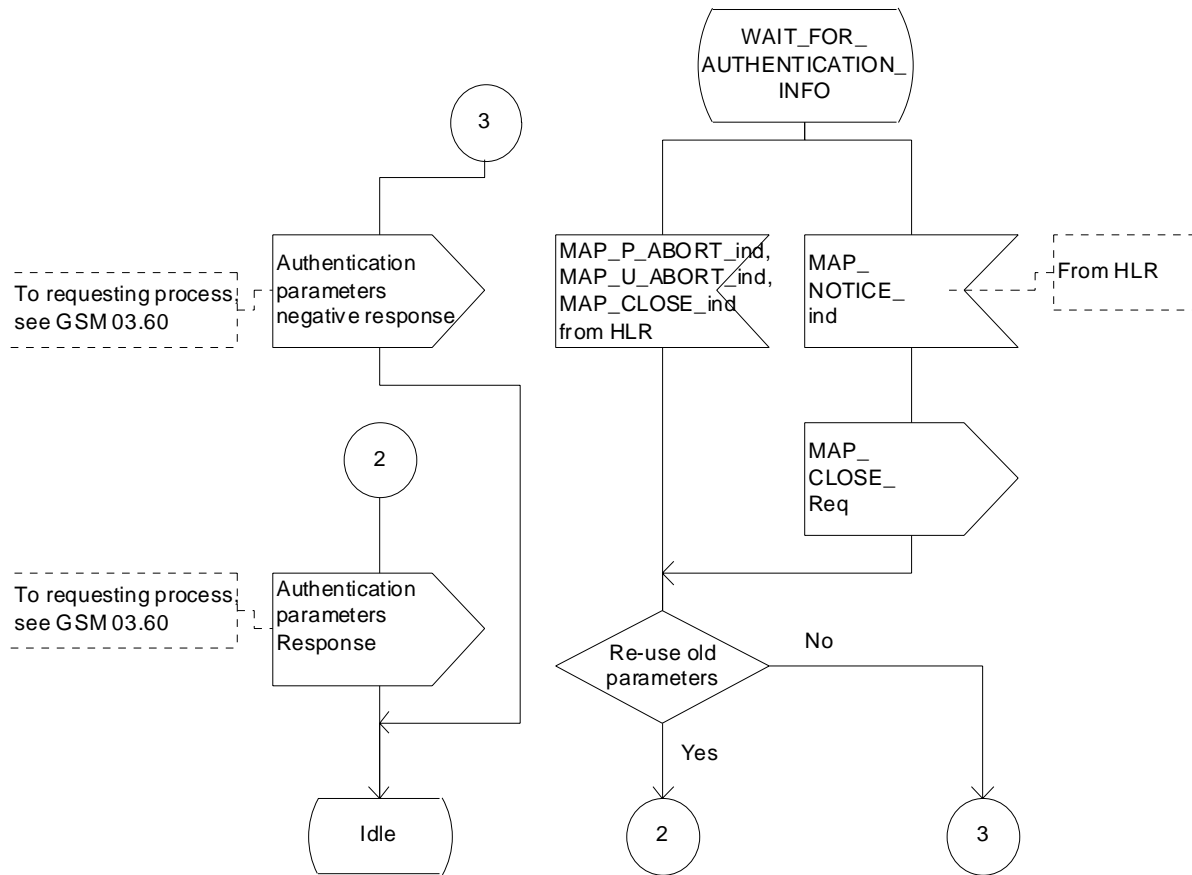 WAIT_FOR_
AUTHENTICATION_
INFO
3
MAP_P_ABORT_ind,
MAP_U_ABORT_ind,
MAP_CLOSE_ind
from HLR
MAP_
NOTICE_
ind
From HLR
Authentication
parameters
negative response
To requesting process,
see GSM 03.60
2
MAP_
CLOSE_
Req
Authentication
parameters
Response
To requesting process,
see GSM 03.60
Re-use old
parameters
No
Yes
Idle
2
3